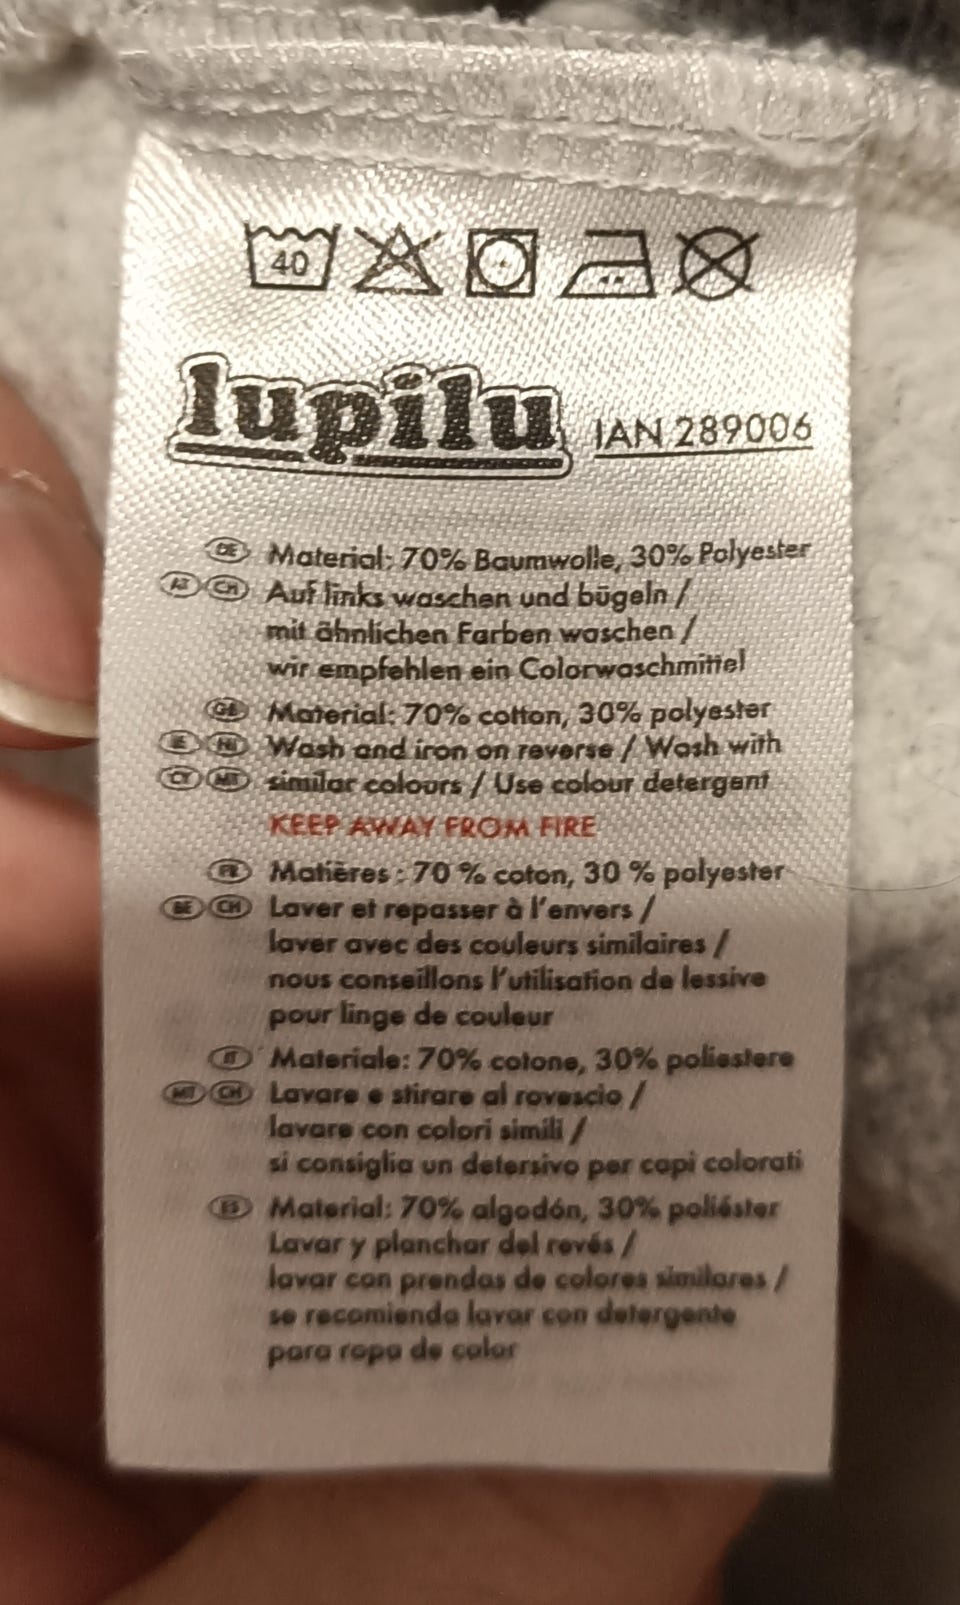 40
lupilu IAN 289006
DE Material: 70% Baumwolle, 30% Polyester
AT CH Auf links waschen und bügeln /
mit ähnlichen Farben waschen /
wir empfehlen ein Colorwaschmittel
GB Material: 70% cotton, 30% polyester
IE NI Wash and iron on reverse / Wash with
CY MT similar colours / Use colour detergent
KEEP AWAY FROM FIRE
FR Matières : 70 % coton, 30 % polyester
BE CH Laver et repasser à l'envers /
laver avec des couleurs similaires /
nous conseillons l'utilisation de lessive
pour linge de couleur
IT Materiale: 70% cotone, 30% poliestere
MT CH Lavare e stirare al rovescio /
lavare con colori simili /
si consiglia un detersivo per capi colorati
ES Material: 70% algodón, 30% poliéster
Lavar y planchar del revés /
lavar con prendas de colores similares /
se recomienda lavar con detergente
para ropa de color